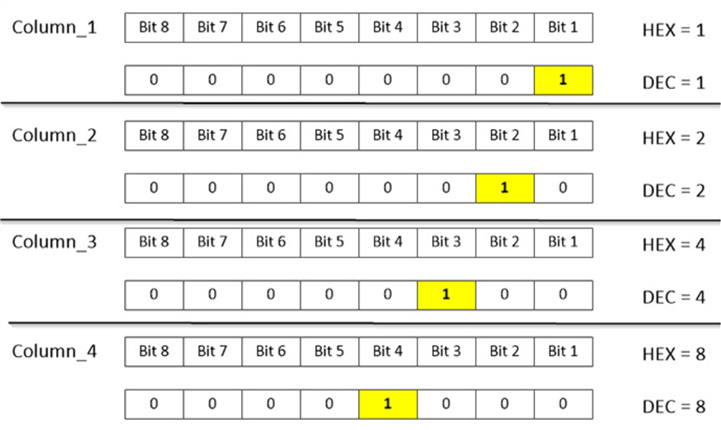 Column_1 Bit 8 Bit 7 Bit 6 Bit 5 Bit 4 Bit 3 Bit 2 Bit 1 HEX = 1
0 0 0 0 0 0 0 1 DEC = 1
Column_2 Bit 8 Bit 7 Bit 6 Bit 5 Bit 4 Bit 3 Bit 2 Bit 1 HEX = 2
0 0 0 0 0 0 1 0 DEC = 2
Column_3 Bit 8 Bit 7 Bit 6 Bit 5 Bit 4 Bit 3 Bit 2 Bit 1 HEX = 4
0 0 0 0 0 1 0 0 DEC = 4
Column_4 Bit 8 Bit 7 Bit 6 Bit 5 Bit 4 Bit 3 Bit 2 Bit 1 HEX = 8
0 0 0 0 1 0 0 0 DEC = 8